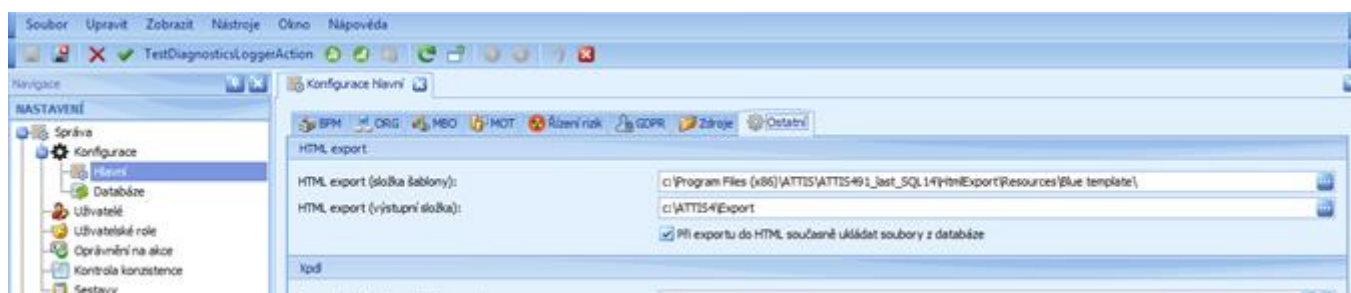 Soubor Upravit Zobrazit Nástroje Okno Nápověda
TestDiagnosticsLoggerAction
Navigace
Konfigurace hlavní
NASTAVENÍ
BPM ORG MBO MOT Řízení rizik GDPR Zdroje Ostatní
Správa
HTML export
Konfigurace
Hlavní
HTML export (složka šablony): c:\Program Files (x86)\ATTIS\ATTIS491_last_SQL14\HtmlExport\Resources\Blue template\
Databáze
HTML export (výstupní složka): c:\ATTIS4\Export
Uživatelé
Uživatelské role
Při exportu do HTML současně ukládat soubory z databáze
Oprávnění na akce
Kontrola konzistence
Xpdl
Sestavy